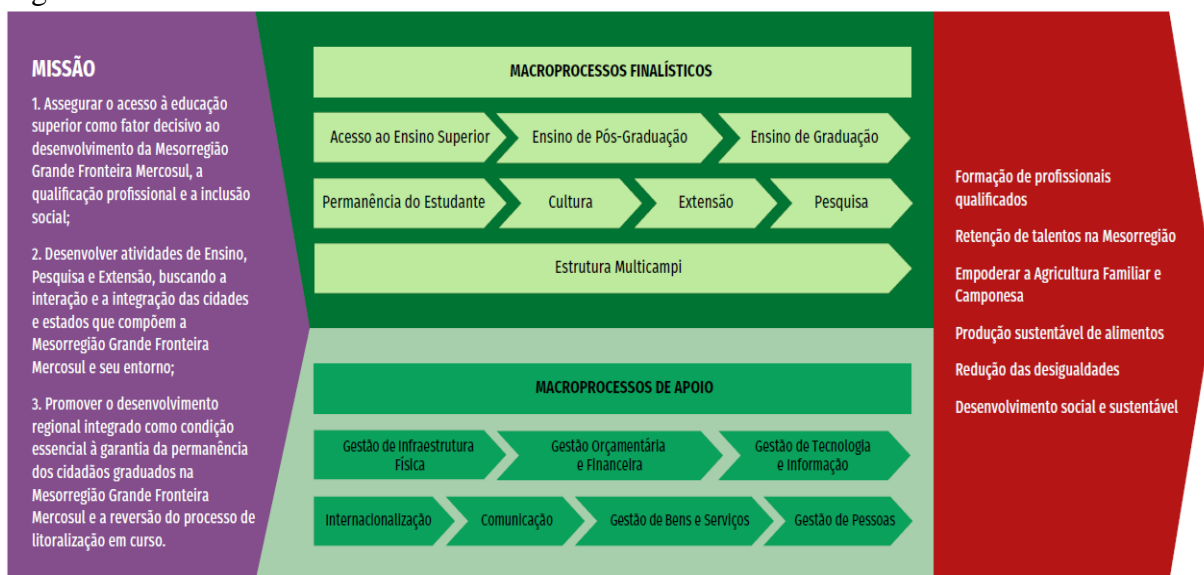 MISSÃO
1. Assegurar o acesso à educação
superior como fator decisivo ao
desenvolvimento da Mesorregião
Grande Fronteira Mercosul, a
qualificação profissional e a inclusão
social;
2. Desenvolver atividades de Ensino,
Pesquisa e Extensão, buscando a
interação e a integração das cidades
e estados que compõem a
Mesorregião Grande Fronteira
Mercosul e seu entorno;
3. Promover o desenvolvimento
regional integrado como condição
essencial à garantia da permanência
dos cidadãos graduados na
Mesorregião Grande Fronteira
Mercosul e a reversão do processo de
litoralização em curso.
MACROPROCESSOS FINALÍSTICOS
Acesso ao Ensino Superior
Ensino de Pós-Graduação
Ensino de Graduação
Permanência do Estudante
Cultura
Extensão
Pesquisa
Estrutura Multicampi
MACROPROCESSOS DE APOIO
Gestão de Infraestrutura
Física
Gestão Orçamentária
e Financeira
Gestão de Tecnologia
e Informação
Internacionalização
Comunicação
Gestão de Bens e Serviços
Gestão de Pessoas
Formação de profissionais
qualificados
Retenção de talentos na Mesorregião
Empoderar a Agricultura Familiar e
Camponesa
Produção sustentável de alimentos
Redução das desigualdades
Desenvolvimento social e sustentável